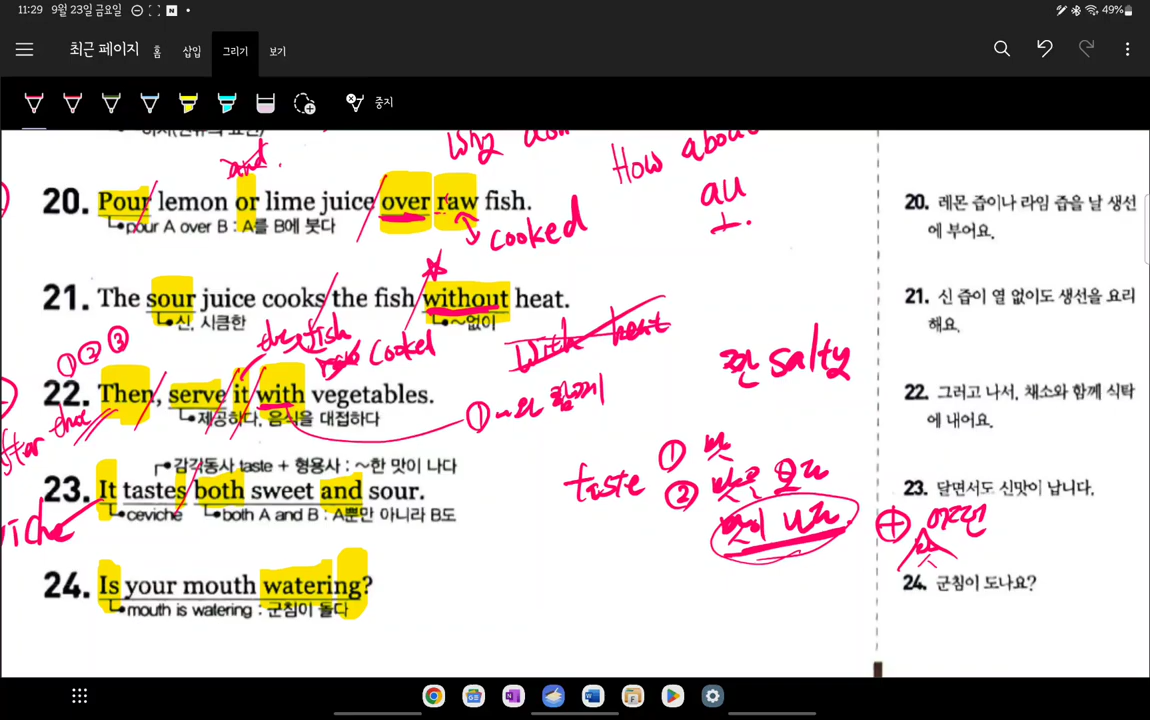 11:29 9월 23일 금요일 N 49%
최근 페이지 홈 삽입 그리기 보기
중지
How about
and.
20. Pour lemon or lime juice over raw fish.
pour A over B : A를 B에 붓다
cooked
20. 레몬 즙이나 라임 즙을 날 생선
에 부어요.
21. The sour juice cooks the fish without heat.
신, 시큼한
~없이
with heat
21. 신 즙이 열 없이도 생선을 요리
해요.
the fish
cooked
짠 salty
① ② ③
22. Then, serve it with vegetables.
제공하다, 음식을 대접하다
① ~와 함께
22. 그러고 나서, 채소와 함께 식탁
에 내어요.
감각동사 taste + 형용사 : ~한 맛이 나다
23. It tastes both sweet and sour.
ceviche
both A and B : A뿐만 아니라 B도
taste ① 맛
② 맛을 보다
맛이 나다
23. 달면서도 신맛이 납니다.
24. Is your mouth watering?
mouth is watering : 군침이 돌다
24. 군침이 도나요?